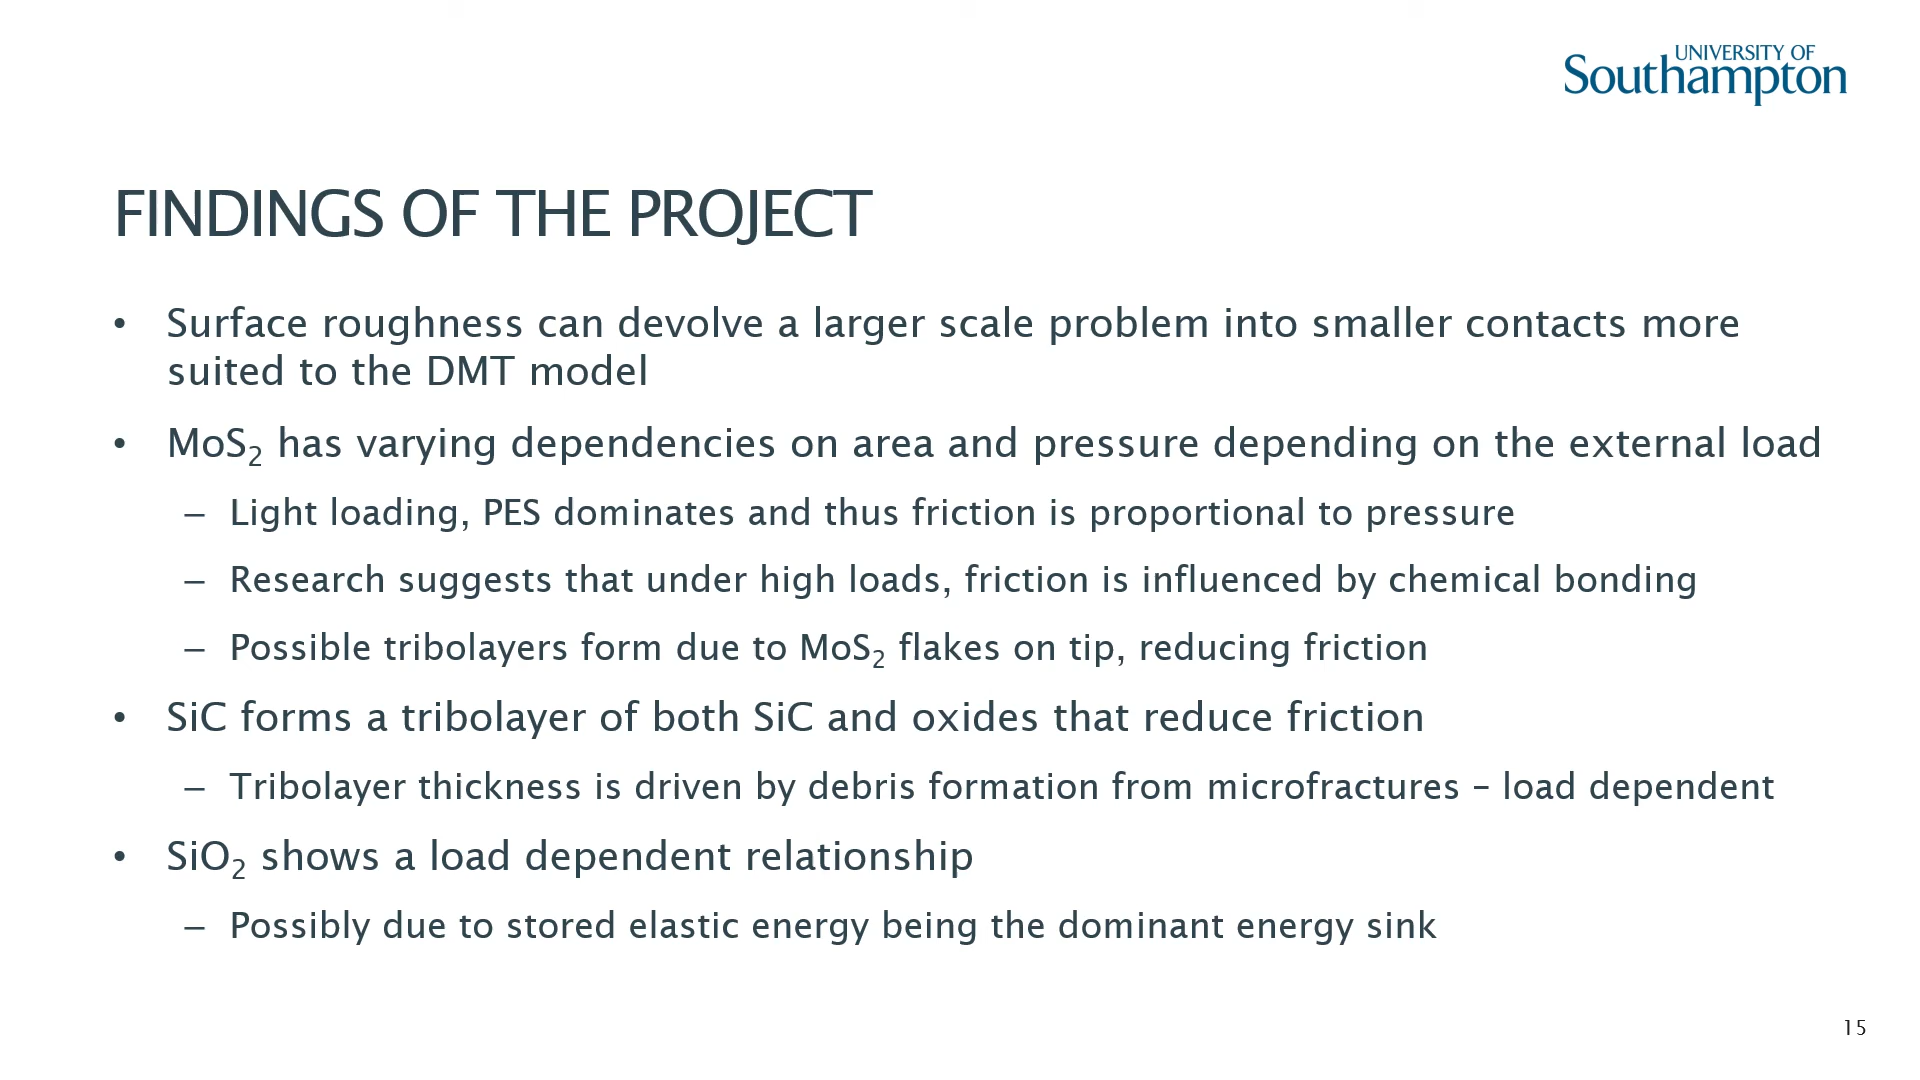 UNIVERSITY OF
Southampton
FINDINGS OF THE PROJECT
• Surface roughness can devolve a larger scale problem into smaller contacts more
suited to the DMT model
• MoS₂ has varying dependencies on area and pressure depending on the external load
– Light loading, PES dominates and thus friction is proportional to pressure
– Research suggests that under high loads, friction is influenced by chemical bonding
– Possible tribolayers form due to MoS₂ flakes on tip, reducing friction
• SiC forms a tribolayer of both SiC and oxides that reduce friction
– Tribolayer thickness is driven by debris formation from microfractures – load dependent
• SiO₂ shows a load dependent relationship
– Possibly due to stored elastic energy being the dominant energy sink
15